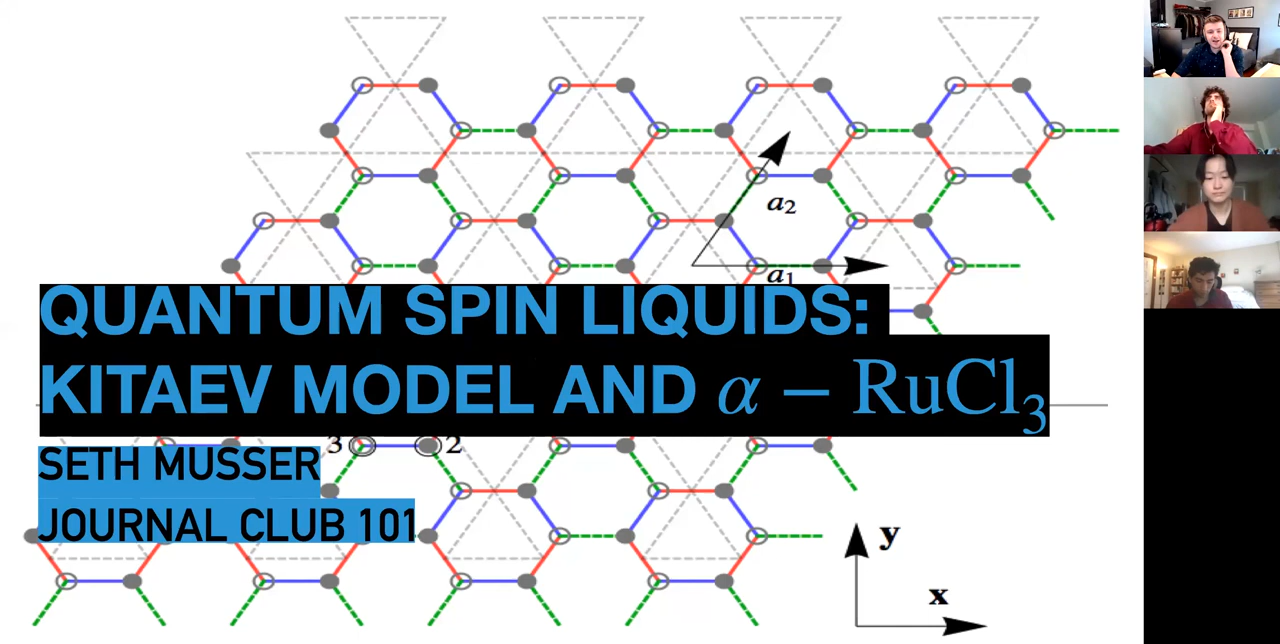 a₂
a₁
QUANTUM SPIN LIQUIDS:
KITAEV MODEL AND α − RuCl₃
3 2
SETH MUSSER
JOURNAL CLUB 101
y
x